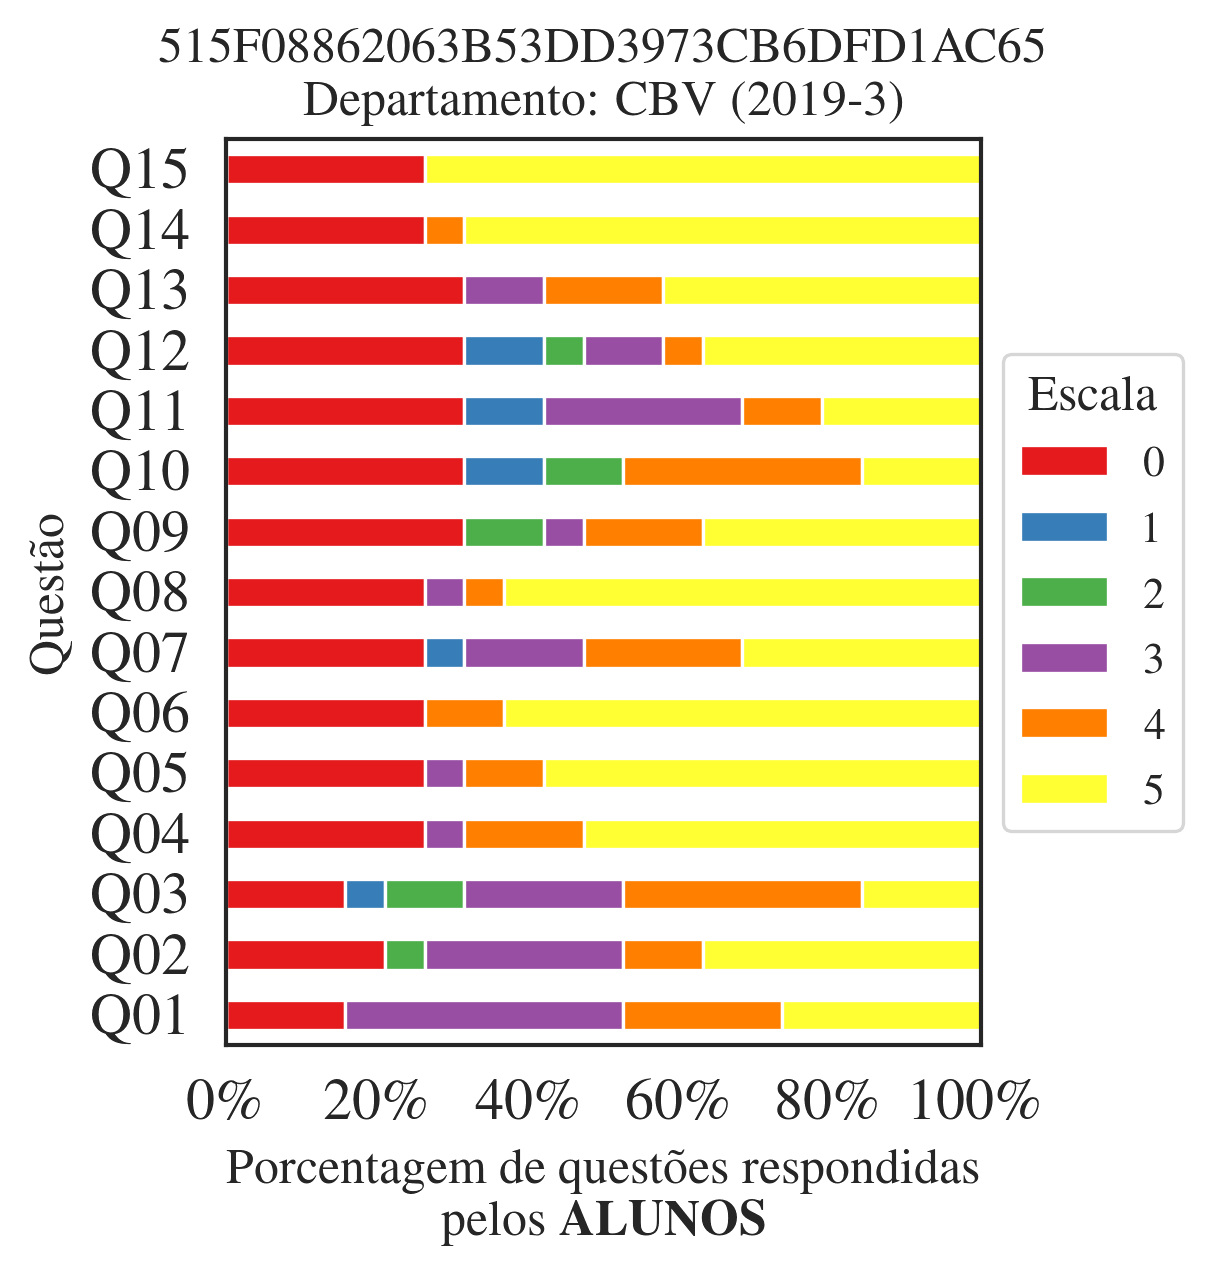 515F08862063B53DD3973CB6DFD1AC65
Departamento: CBV (2019-3)
Q15
Q14
Q13
Q12
Q11
Q10
Q09
Q08
Q07
Q06
Q05
Q04
Q03
Q02
Q01
Questão
0% 20% 40% 60% 80% 100%
Porcentagem de questões respondidas
pelos ALUNOS
Escala
0
1
2
3
4
5